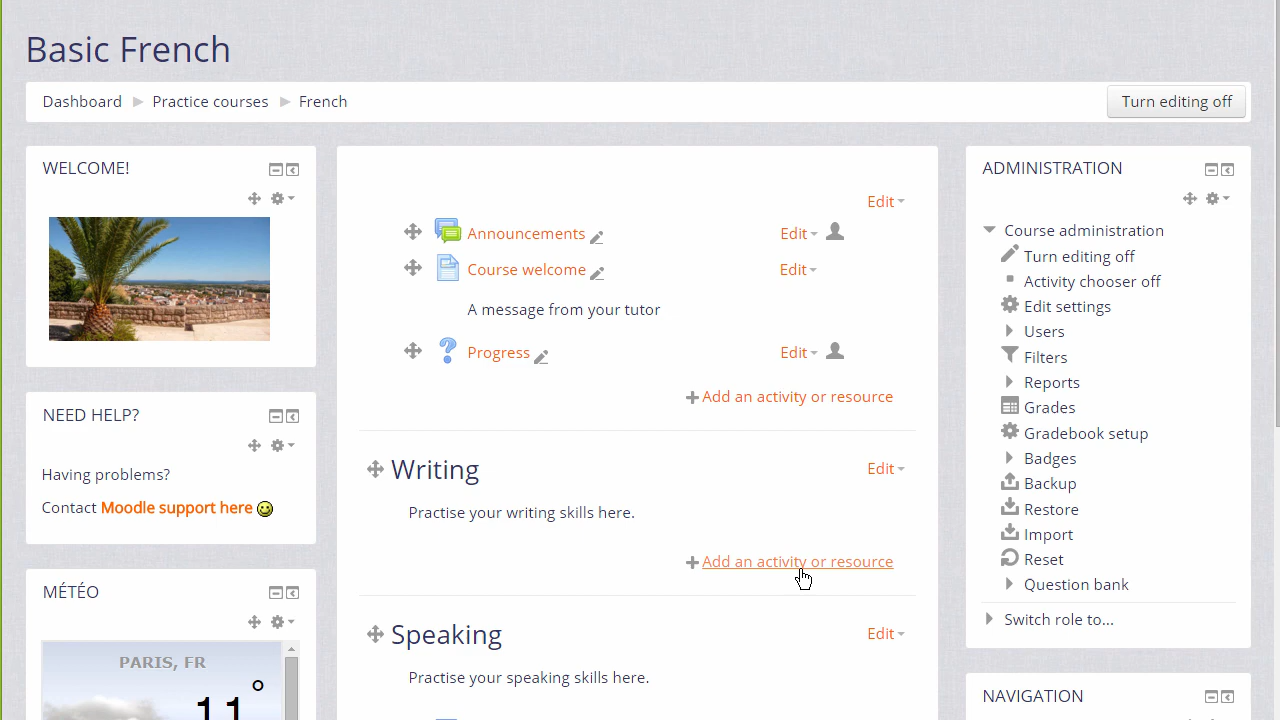 Basic French
Dashboard
Practice courses
French
Turn editing off
WELCOME!
NEED HELP?
Having problems?
Contact Moodle support here
MÉTÉO
PARIS, FR
11°
Edit
Announcements
Edit
Course welcome
Edit
A message from your tutor
Progress
Edit
Add an activity or resource
Writing
Edit
Practise your writing skills here.
Add an activity or resource
Speaking
Edit
Practise your speaking skills here.
ADMINISTRATION
Course administration
Turn editing off
Activity chooser off
Edit settings
Users
Filters
Reports
Grades
Gradebook setup
Badges
Backup
Restore
Import
Reset
Question bank
Switch role to...
NAVIGATION